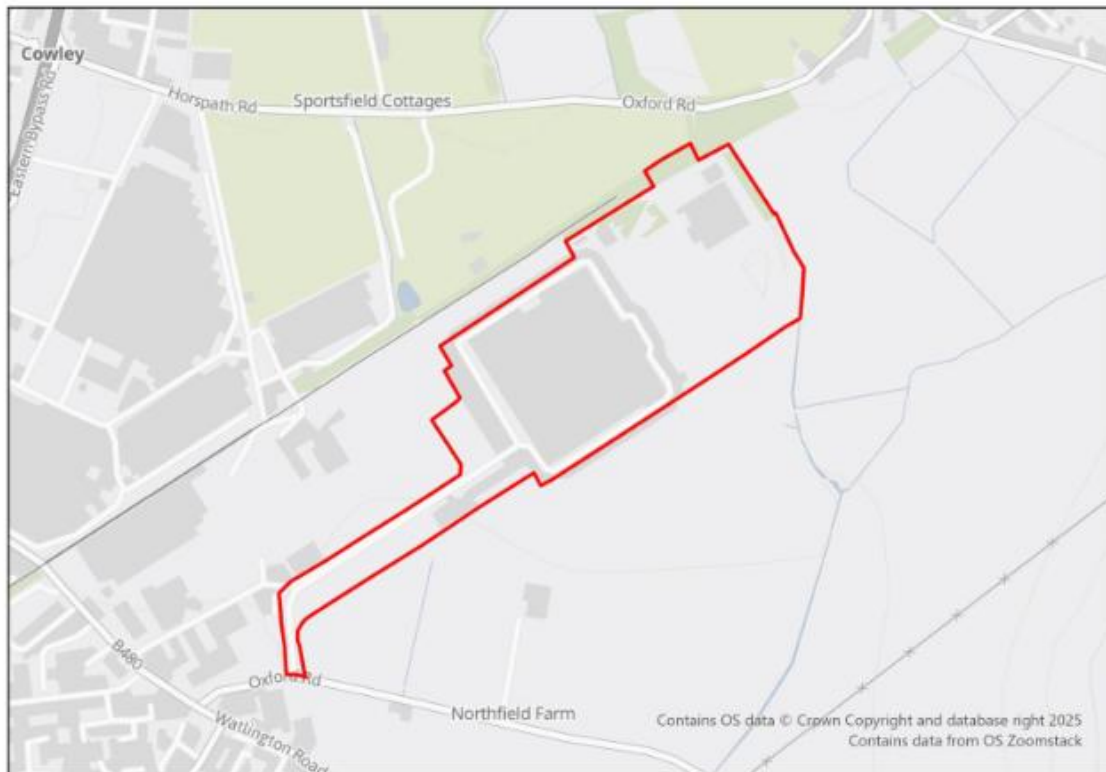 Cowley
Eastern Bypass Rd
Horspath Rd
Sportsfield Cottages
Oxford Rd
B480
Oxford Rd
Watlington Road
Northfield Farm
Contains OS data © Crown Copyright and database right 2025
Contains data from OS Zoomstack